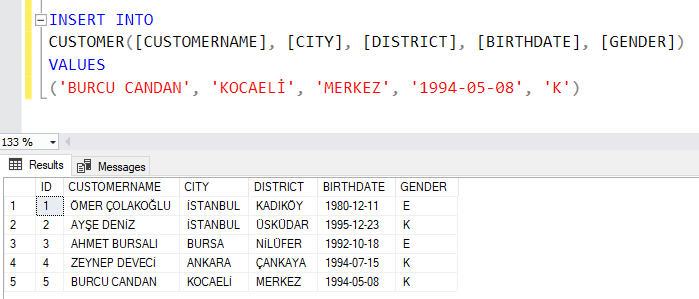 INSERT INTO
CUSTOMER([CUSTOMERNAME], [CITY], [DISTRICT], [BIRTHDATE], [GENDER])
VALUES
('BURCU CANDAN', 'KOCAELİ', 'MERKEZ', '1994-05-08', 'K')
133 %
Results Messages
ID CUSTOMERNAME CITY DISTRICT BIRTHDATE GENDER
1 1 ÖMER ÇOLAKOĞLU İSTANBUL KADIKÖY 1980-12-11 E
2 2 AYŞE DENİZ İSTANBUL ÜSKÜDAR 1995-12-23 K
3 3 AHMET BURSALI BURSA NİLÜFER 1992-10-18 E
4 4 ZEYNEP DEVECİ ANKARA ÇANKAYA 1994-07-15 K
5 5 BURCU CANDAN KOCAELİ MERKEZ 1994-05-08 K